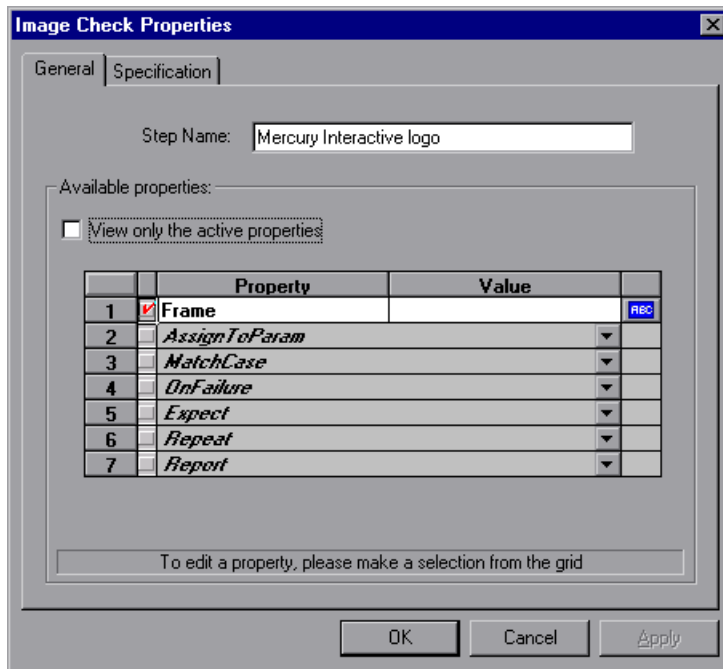 Image Check Properties
General Specification
Step Name: Mercury Interactive logo
Available properties:
View only the active properties
Property Value
1 Frame ABC
2 AssignToParam
3 MatchCase
4 OnFailure
5 Expect
6 Repeat
7 Report
To edit a property, please make a selection from the grid
OK Cancel Apply